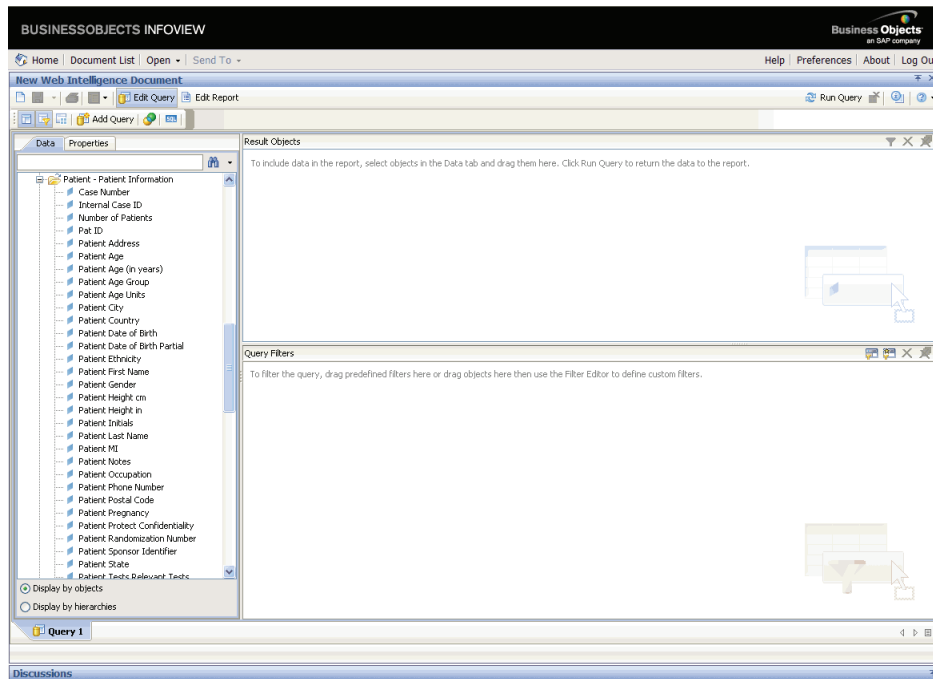 BUSINESSOBJECTS INFOVIEW
Business Objects
an SAP company
Home Document List Open Send To Help Preferences About Log Ou
New Web Intelligence Document
Edit Query Edit Report Run Query
Add Query SQL
Data Properties
Result Objects
To include data in the report, select objects in the Data tab and drag them here. Click Run Query to return the data to the report.
Patient - Patient Information
Case Number
Internal Case ID
Number of Patients
Pat ID
Patient Address
Patient Age
Patient Age (in years)
Patient Age Group
Patient Age Units
Patient City
Patient Country
Patient Date of Birth
Patient Date of Birth Partial
Patient Ethnicity
Patient First Name
Patient Gender
Patient Height cm
Patient Height in
Patient Initials
Patient Last Name
Patient MI
Patient Notes
Patient Occupation
Patient Phone Number
Patient Postal Code
Patient Pregnancy
Patient Protect Confidentiality
Patient Randomization Number
Patient Sponsor Identifier
Patient State
Patient Tests Relevant Tests
Display by objects
Display by hierarchies
Query Filters
To filter the query, drag predefined filters here or drag objects here then use the Filter Editor to define custom filters.
Query 1
Discussions